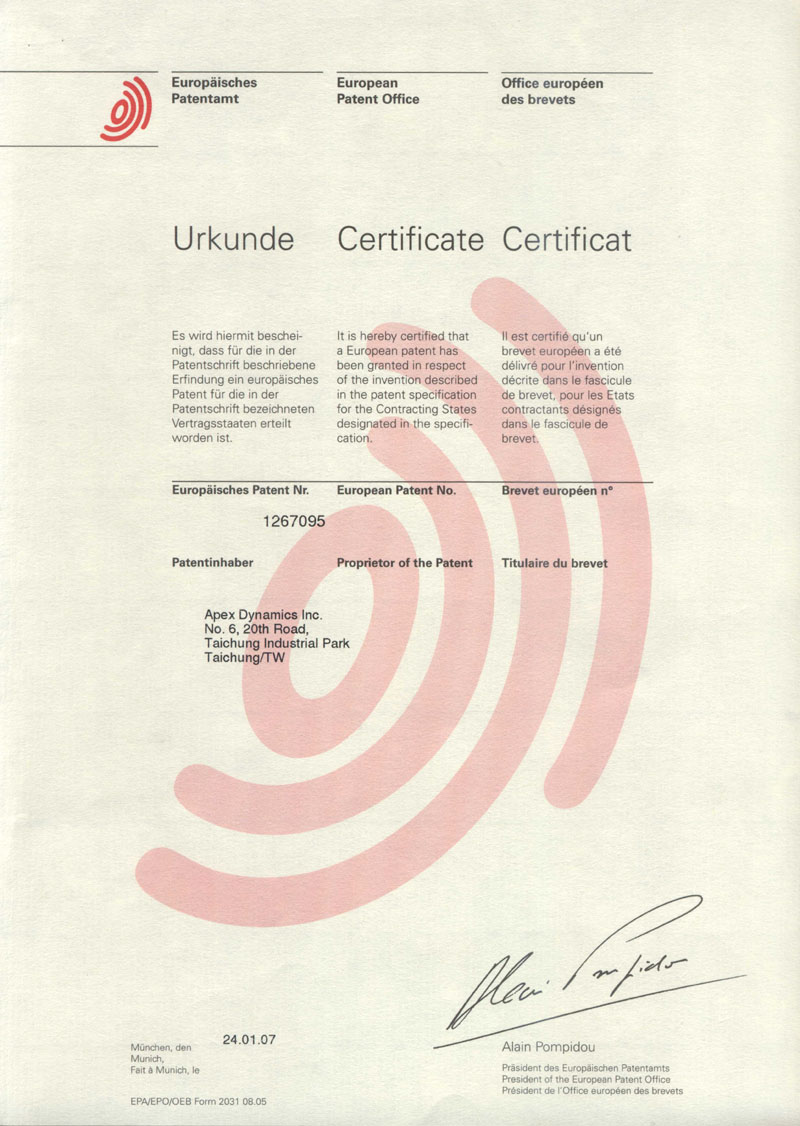 Europäisches
Patentamt
European
Patent Office
Office européen
des brevets
Urkunde
Certificate
Certificat
Es wird hiermit beschei-
nigt, dass für die in der
Patentschrift beschriebene
Erfindung ein europäisches
Patent für die in der
Patentschrift bezeichneten
Vertragsstaaten erteilt
worden ist.
It is hereby certified that
a European patent has
been granted in respect
of the invention described
in the patent specification
for the Contracting States
designated in the specifi-
cation.
Il est certifié qu'un
brevet européen a été
délivré pour l'invention
décrite dans le fascicule
de brevet, pour les Etats
contractants désignés
dans le fascicule de
brevet.
Europäisches Patent Nr.
European Patent No.
Brevet européen n°
1267095
Patentinhaber
Proprietor of the Patent
Titulaire du brevet
Apex Dynamics Inc.
No. 6, 20th Road,
Taichung Industrial Park
Taichung/TW
Alain Pompidou
München, den
Munich,
Fait à Munich, le
24.01.07
Alain Pompidou
Präsident des Europäischen Patentamts
President of the European Patent Office
Président de l'Office européen des brevets
EPA/EPO/OEB Form 2031 08.05